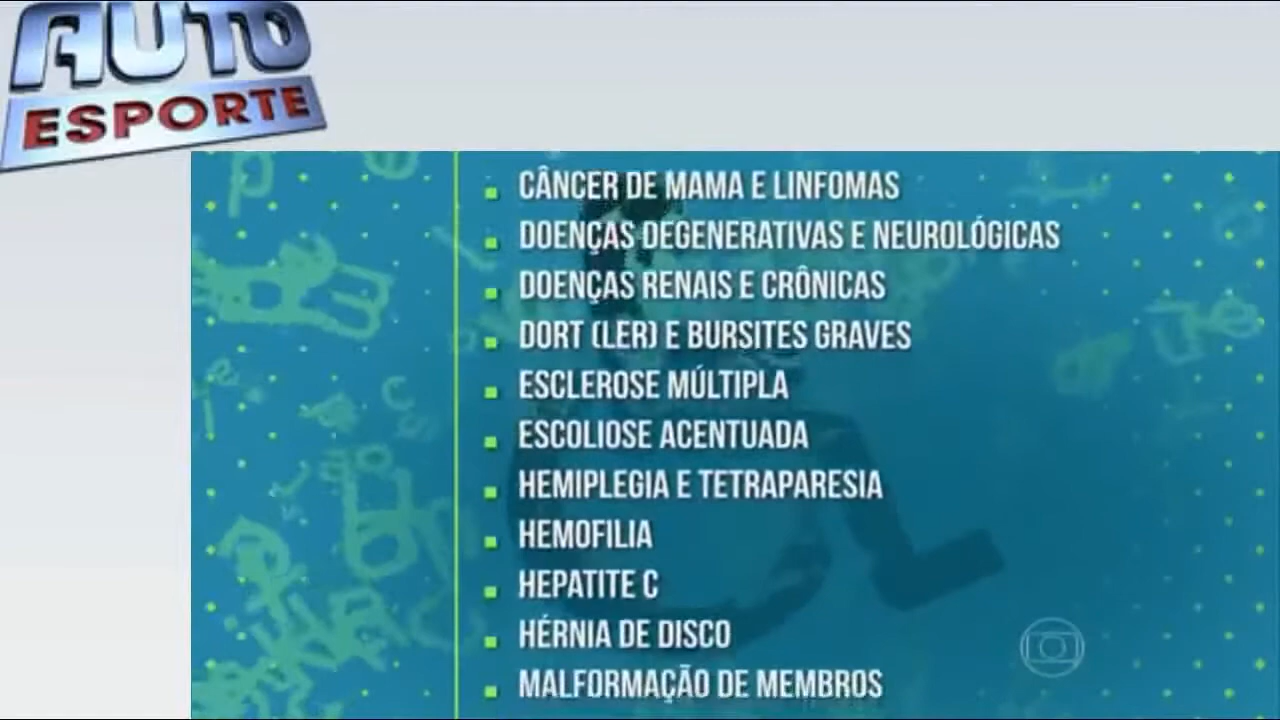 AUTO
ESPORTE
CÂNCER DE MAMA E LINFOMAS
DOENÇAS DEGENERATIVAS E NEUROLÓGICAS
DOENÇAS RENAIS E CRÔNICAS
DORT (LER) E BURSITES GRAVES
ESCLEROSE MÚLTIPLA
ESCOLIOSE ACENTUADA
HEMIPLEGIA E TETRAPARESIA
HEMOFILIA
HEPATITE C
HÉRNIA DE DISCO
MALFORMAÇÃO DE MEMBROS